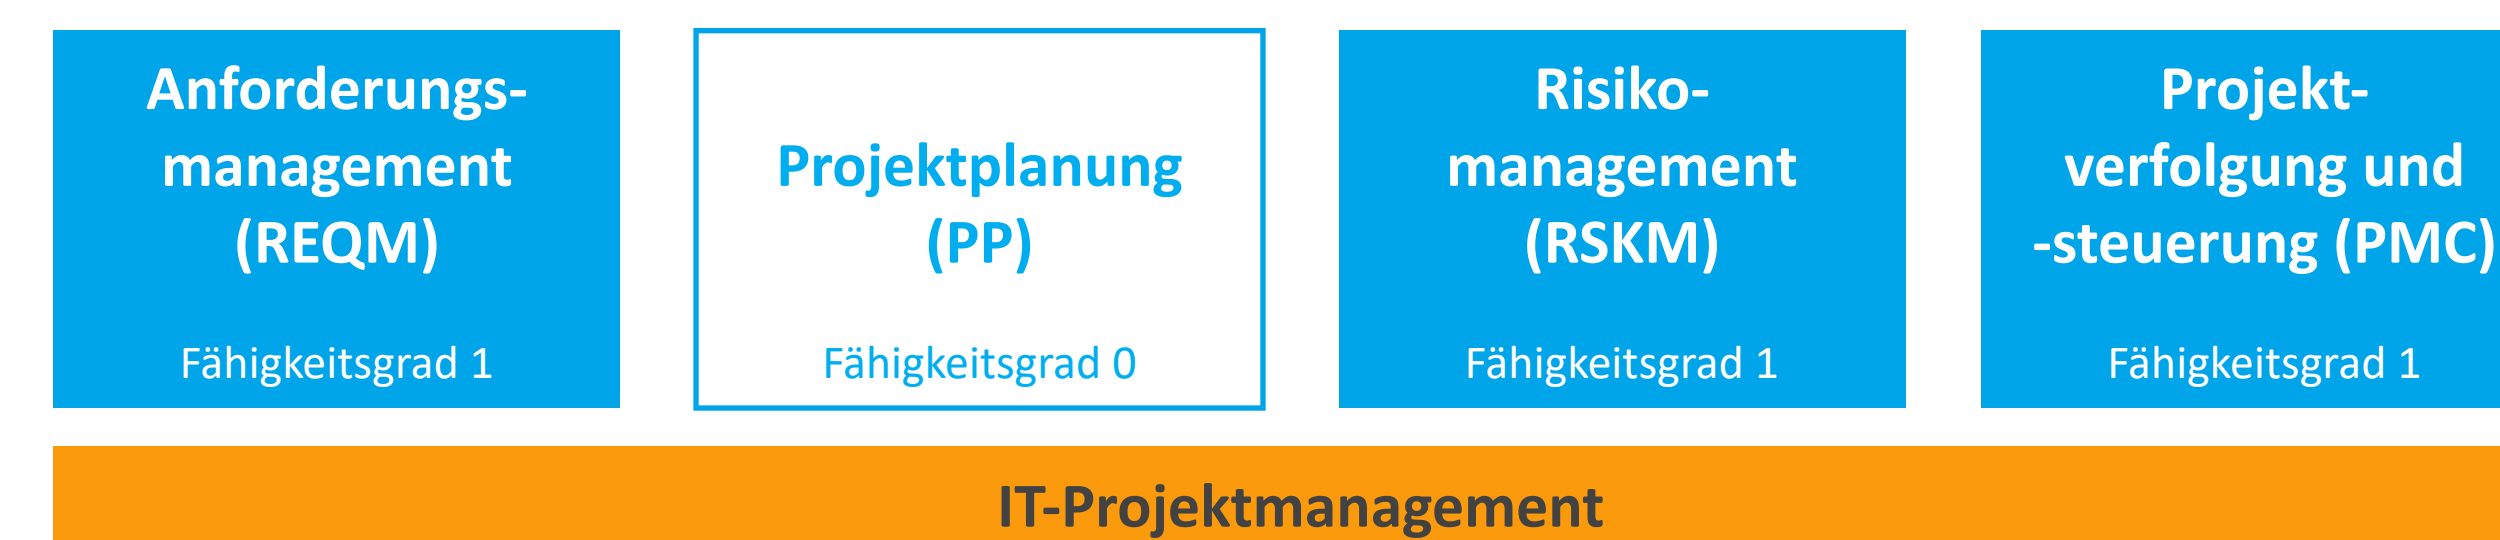 Anforderungs-
management
(REQM)
Fähigkeitsgrad 1
Projektplanung
(PP)
Fähigkeitsgrad 0
Risiko-
management
(RSKM)
Fähigkeitsgrad 1
Projekt-
verfolgung und
-steuerung (PMC)
Fähigkeitsgrad 1
IT-Projektmanagement